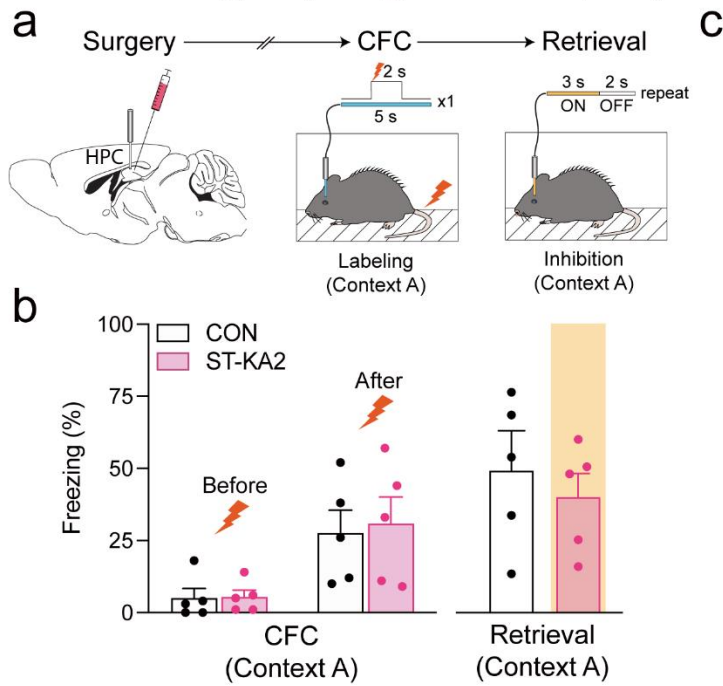 a
Surgery
CFC
Retrieval
c
HPC
2 s
x1
5 s
3 s 2 s
ON OFF
repeat
Labeling
(Context A)
Inhibition
(Context A)
b
100
75
50
25
0
Freezing (%)
CON
ST-KA2
Before
After
CFC
(Context A)
Retrieval
(Context A)